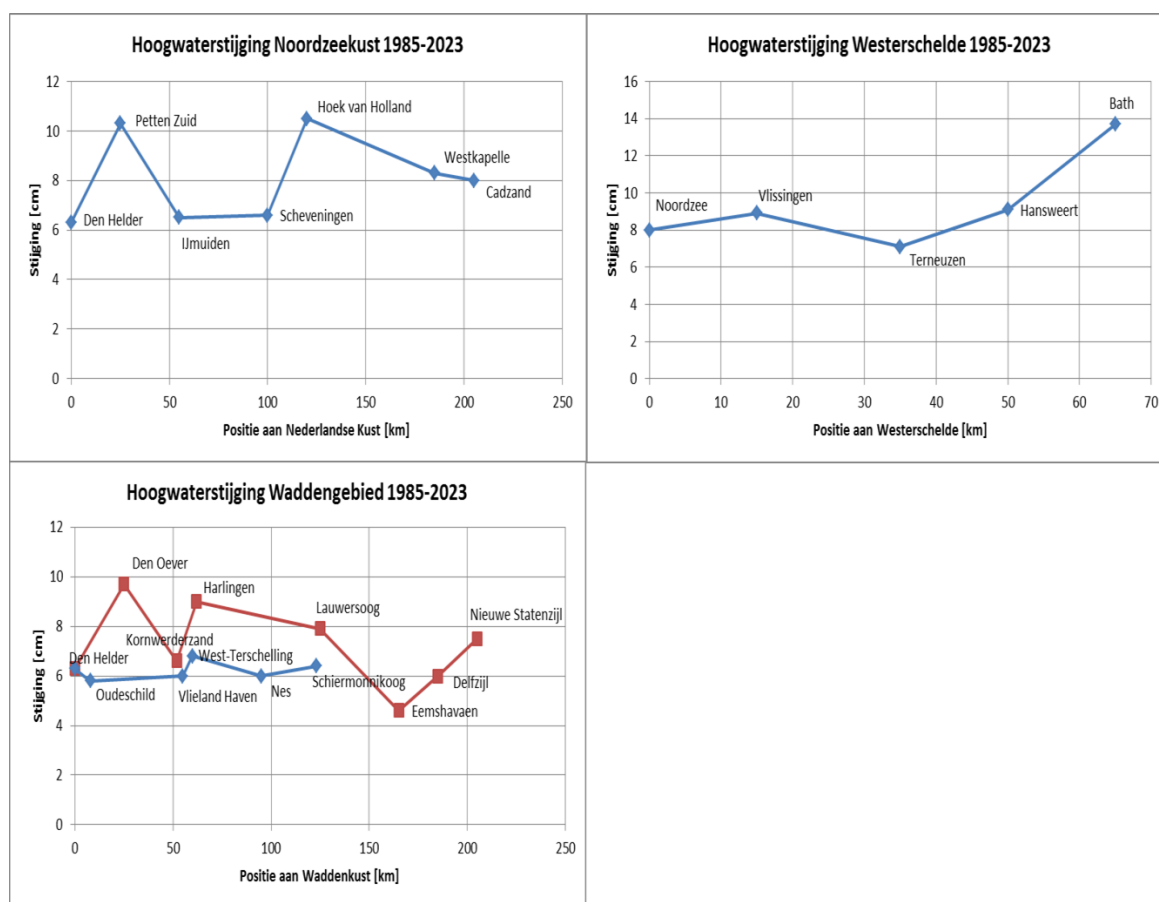 Hoogwaterstijging Noordzeekust 1985-2023
Stijging [cm]
12
10
8
6
4
2
0
Den Helder
Petten Zuid
IJmuiden
Scheveningen
Hoek van Holland
Westkapelle
Cadzand
0 50 100 150 200 250
Positie aan Nederlandse Kust [km]
Hoogwaterstijging Westerschelde 1985-2023
Stijging [cm]
16
14
12
10
8
6
4
2
0
Noordzee
Vlissingen
Terneuzen
Hansweert
Bath
0 10 20 30 40 50 60 70
Positie aan Westerschelde [km]
Hoogwaterstijging Waddengebied 1985-2023
Stijging [cm]
12
10
8
6
4
2
0
Den Oever
Harlingen
Lauwersoog
Nieuwe Statenzijl
Kornwerderzand
Den Helder
West-Terschelling
Oudeschild
Vlieland Haven
Nes
Schiermonnikoog
Delfzijl
Eemshavaen
0 50 100 150 200 250
Positie aan Waddenkust [km]